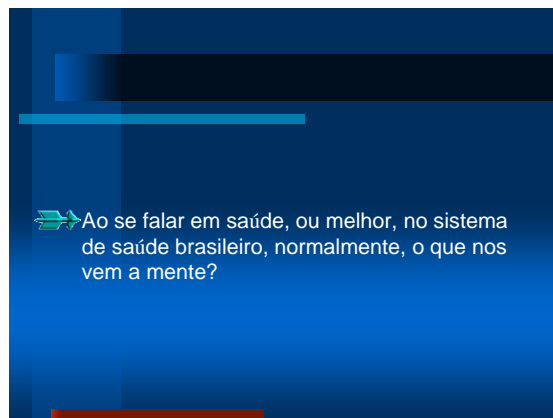 Ao se falar em saúde, ou melhor, no sistema
de saúde brasileiro, normalmente, o que nos
vem a mente?